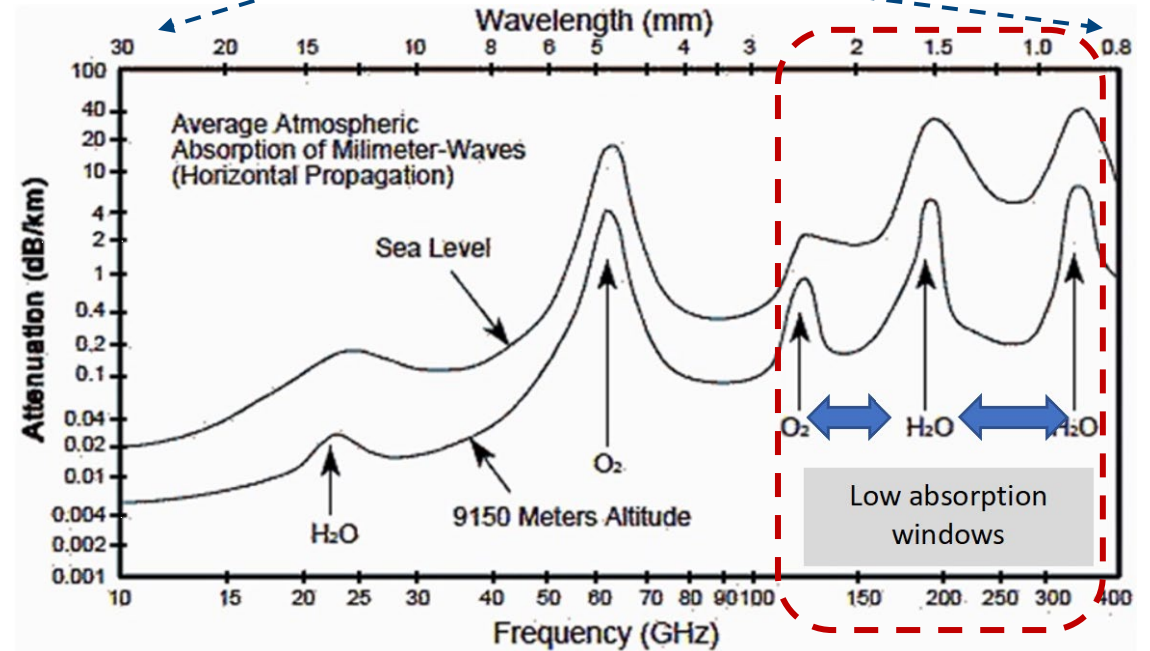 Wavelength (mm)
30 20 15 10 8 6 5 4 3 2 1.5 1.0 0.8
100
40
20
10
4
2
1
0.4
0.2
0.1
0.04
0.02
0.01
0.004
0.002
0.001
Attenuation (dB/km)
Average Atmospheric
Absorption of Milimeter-Waves
(Horizontal Propagation)
Sea Level
9150 Meters Altitude
H₂O
O₂
O₂
H₂O
H₂O
Low absorption
windows
10 15 20 25 30 40 50 60 70 80 90 100 150 200 250 300 400
Frequency (GHz)